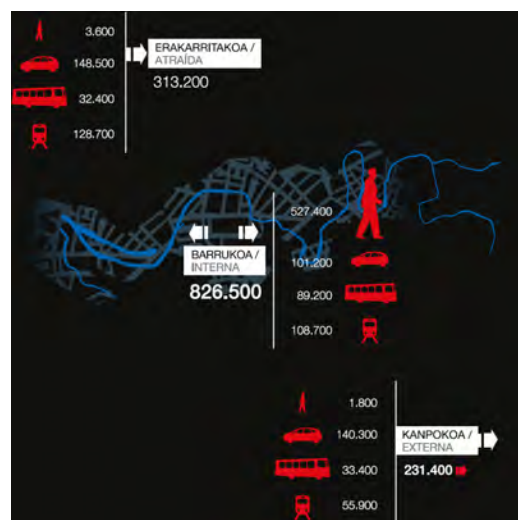 3.600
148.500
32.400
128.700
ERAKARRITAKOA /
ATRAÍDA
313.200
527.400
101.200
89.200
108.700
BARRUKOA /
INTERNA
826.500
1.800
140.300
33.400
55.900
KANPOKOA /
EXTERNA
231.400